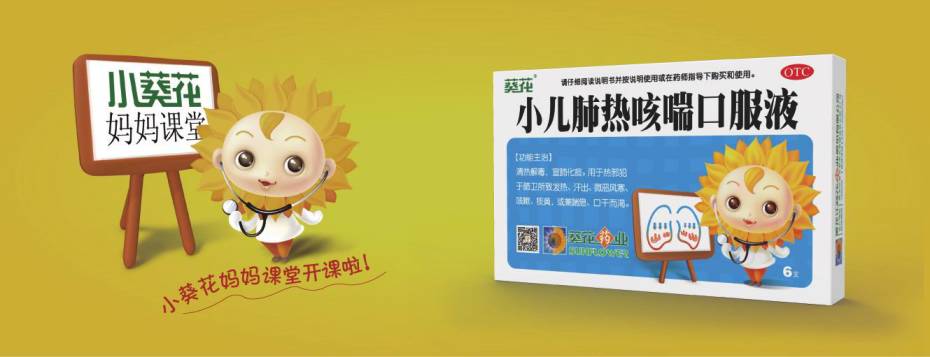 小葵花
妈妈课堂
小葵花妈妈课堂开课啦！
葵花®
请仔细阅读说明书并按说明使用或在药师指导下购买和使用。
OTC
小儿肺热咳喘口服液
【功能主治】
清热解毒，宣肺化痰，用于热邪犯
于肺卫所致发热、汗出、微恶风寒、
咳嗽、痰黄，或兼喘息、口干而渴。
葵花药业
SUNFLOWER
6支